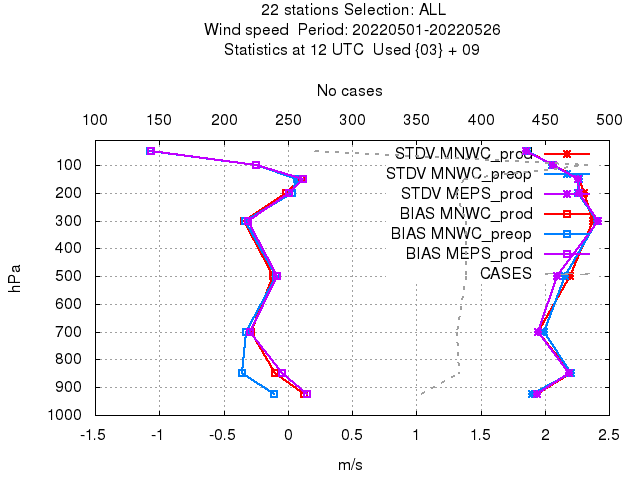 22 stations Selection: ALL
Wind speed  Period: 20220501-20220526
Statistics at 12 UTC  Used {03} + 09
No cases
100 150 200 250 300 350 400 450 500
STDV MNWC_prod
STDV MNWC_preop
STDV MEPS_prod
BIAS MNWC_prod
BIAS MNWC_preop
BIAS MEPS_prod
CASES
hPa
100
200
300
400
500
600
700
800
900
1000
-1.5 -1 -0.5 0 0.5 1 1.5 2 2.5
m/s